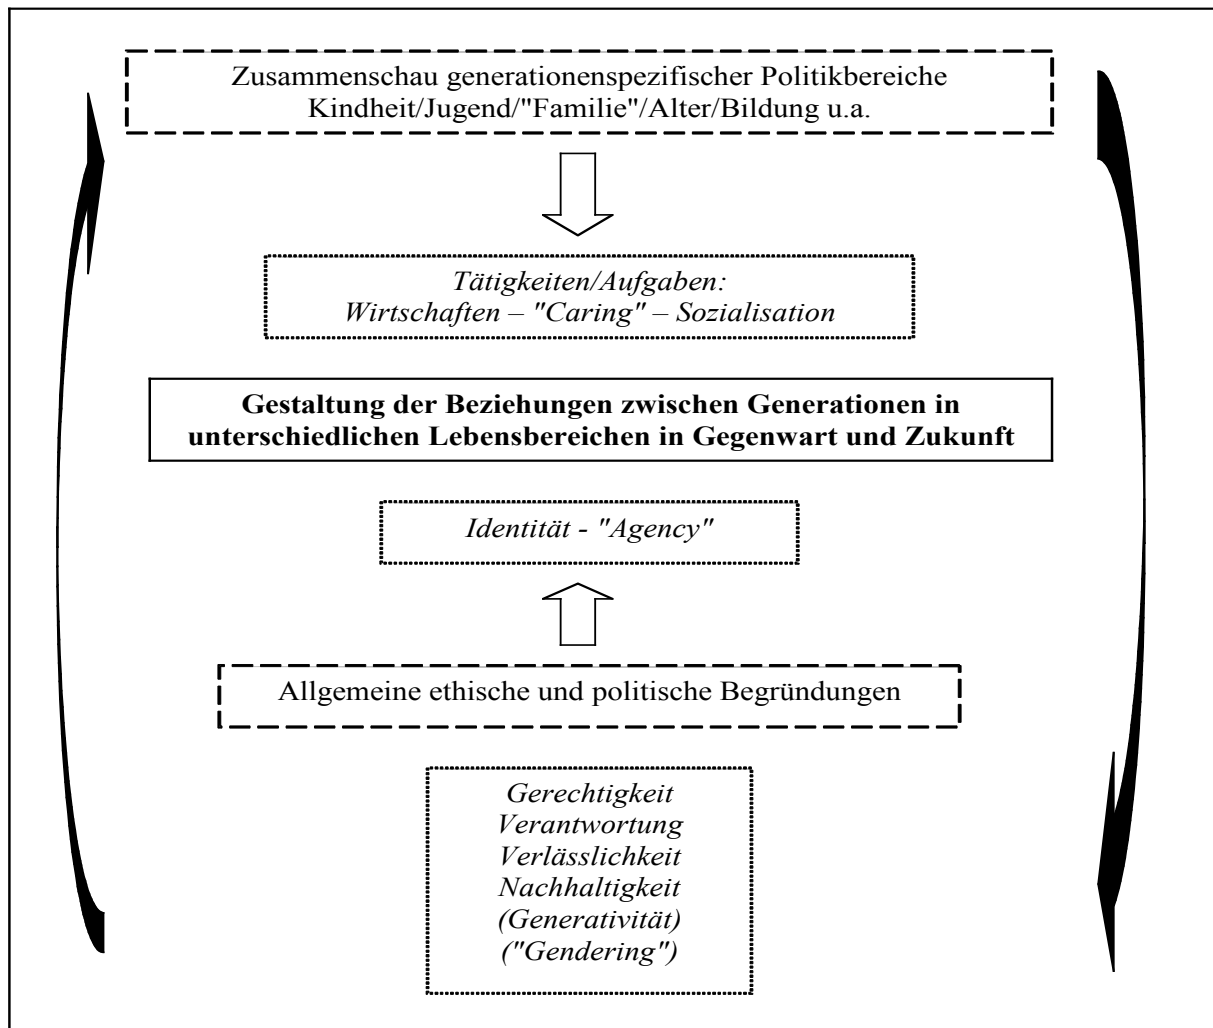 Zusammenschau generationenspezifischer Politikbereiche
Kindheit/Jugend/"Familie"/Alter/Bildung u.a.
Tätigkeiten/Aufgaben:
Wirtschaften – "Caring" – Sozialisation
Gestaltung der Beziehungen zwischen Generationen in
unterschiedlichen Lebensbereichen in Gegenwart und Zukunft
Identität - "Agency"
Allgemeine ethische und politische Begründungen
Gerechtigkeit
Verantwortung
Verlässlichkeit
Nachhaltigkeit
(Generativität)
("Gendering")